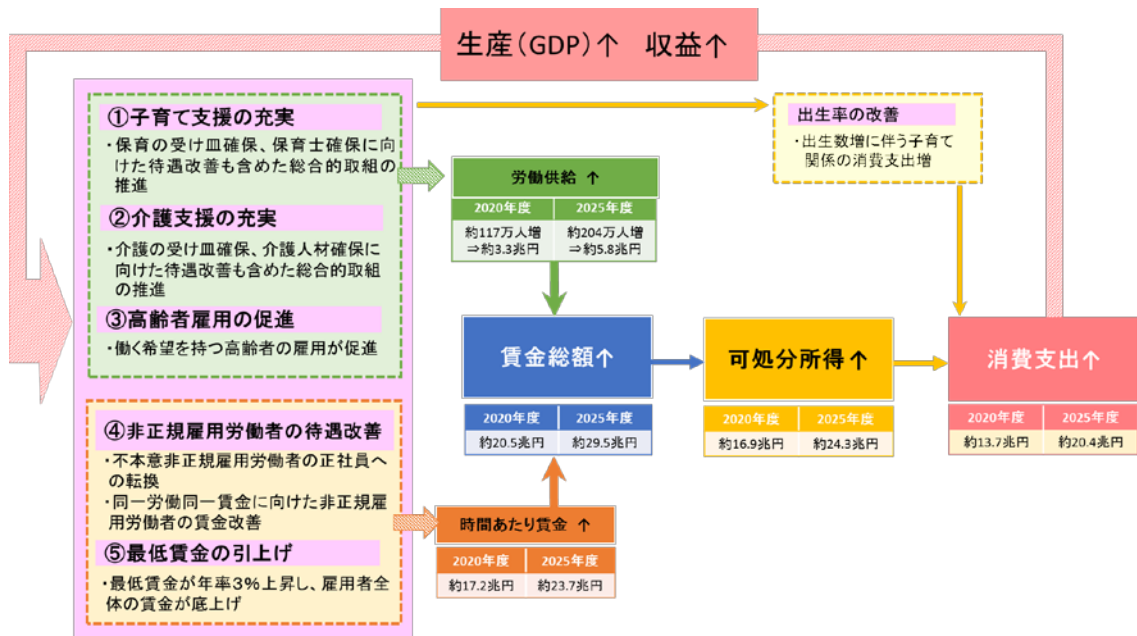 生産(GDP)↑　収益↑
①子育て支援の充実
・保育の受け皿確保、保育士確保に向
けた待遇改善も含めた総合的取組の
推進
②介護支援の充実
・介護の受け皿確保、介護人材確保に
向けた待遇改善も含めた総合的取組
の推進
③高齢者雇用の促進
・働く希望を持つ高齢者の雇用が促進
④非正規雇用労働者の待遇改善
・不本意非正規雇用労働者の正社員へ
の転換
・同一労働同一賃金に向けた非正規雇
用労働者の賃金改善
⑤最低賃金の引上げ
・最低賃金が年率3%上昇し、雇用者全
体の賃金が底上げ
労働供給 ↑
2020年度 2025年度
約117万人増 約204万人増
⇒約3.3兆円 ⇒約5.8兆円
出生率の改善
・出生数増に伴う子育て
関係の消費支出増
賃金総額↑
2020年度 2025年度
約20.5兆円 約29.5兆円
可処分所得↑
2020年度 2025年度
約16.9兆円 約24.3兆円
消費支出↑
2020年度 2025年度
約13.7兆円 約20.4兆円
時間あたり賃金 ↑
2020年度 2025年度
約17.2兆円 約23.7兆円